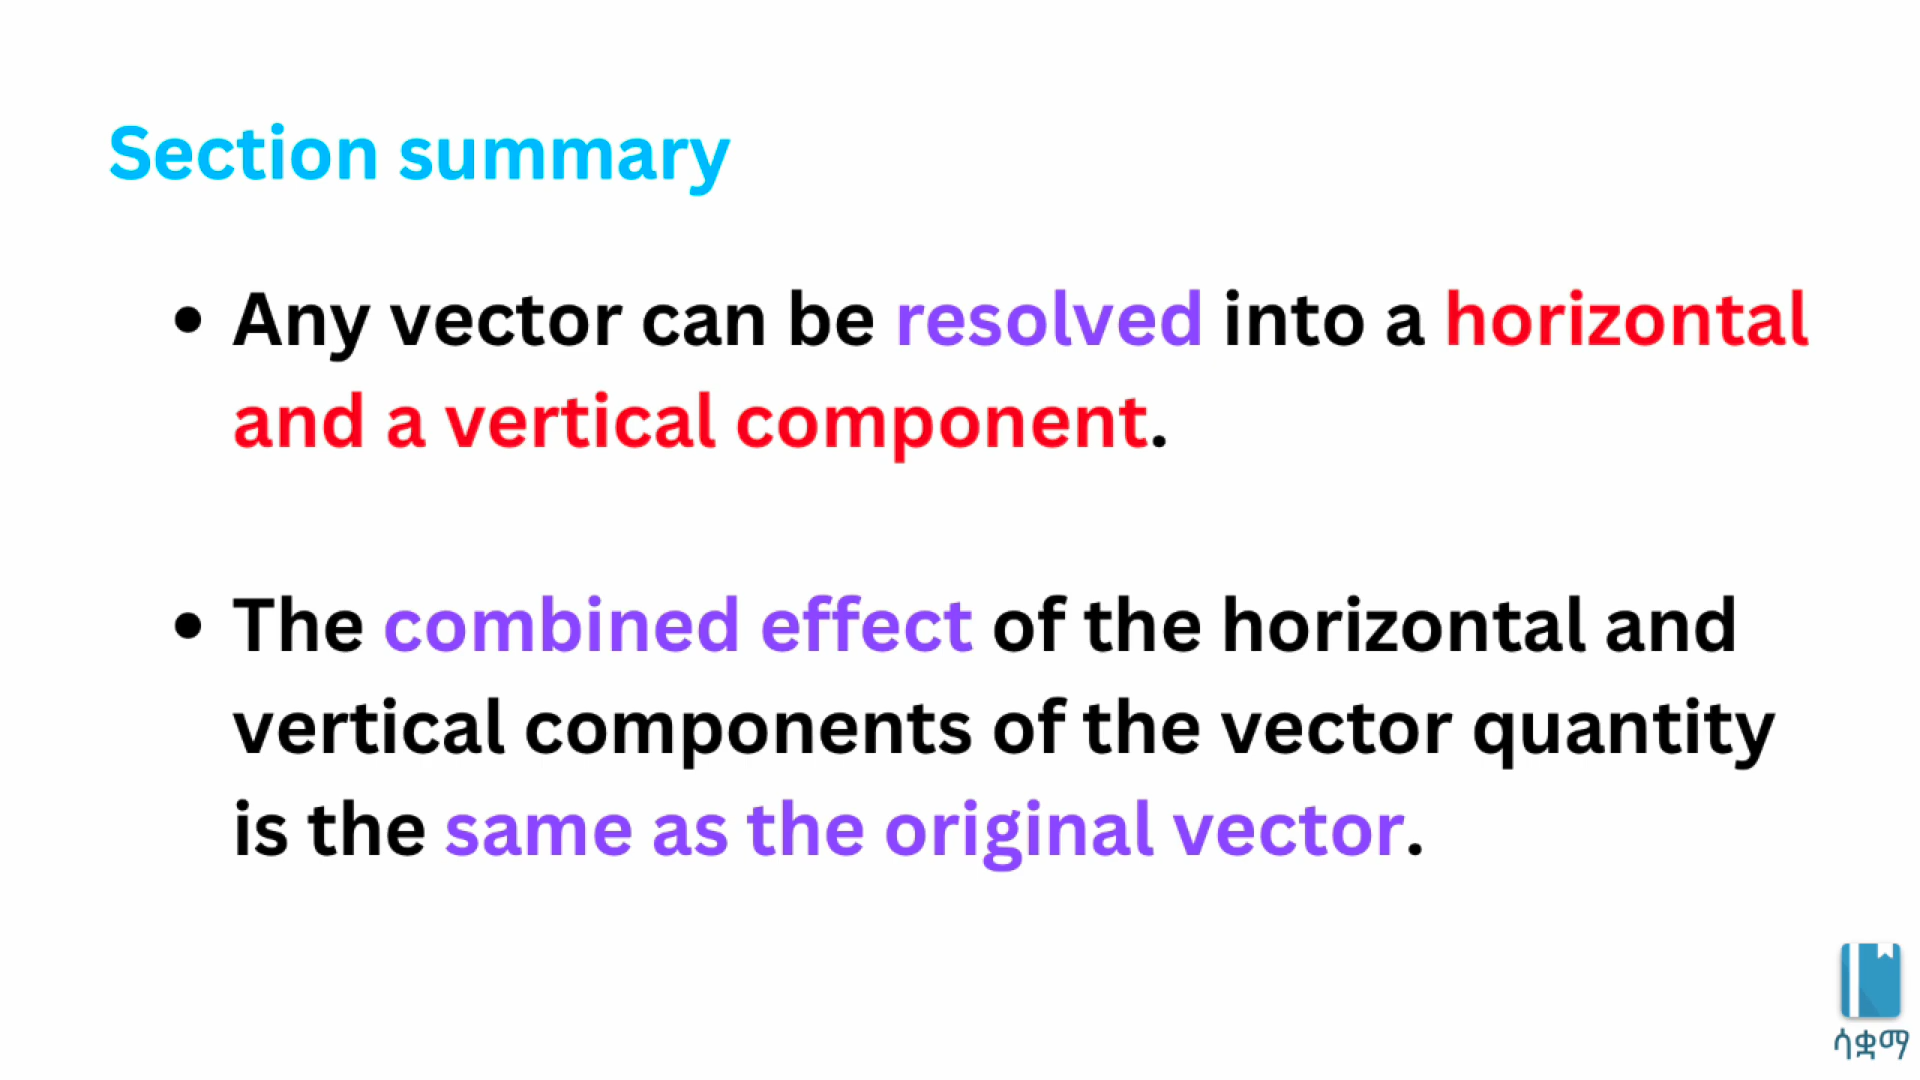 Section summary
• Any vector can be resolved into a horizontal
and a vertical component.
• The combined effect of the horizontal and
vertical components of the vector quantity
is the same as the original vector.
ሳቋማ